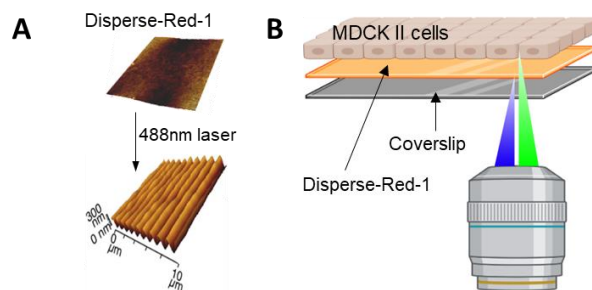 A
Disperse-Red-1
488nm laser
300
nm
0 nm
0
µm
10
µm
B
MDCK II cells
Coverslip
Disperse-Red-1